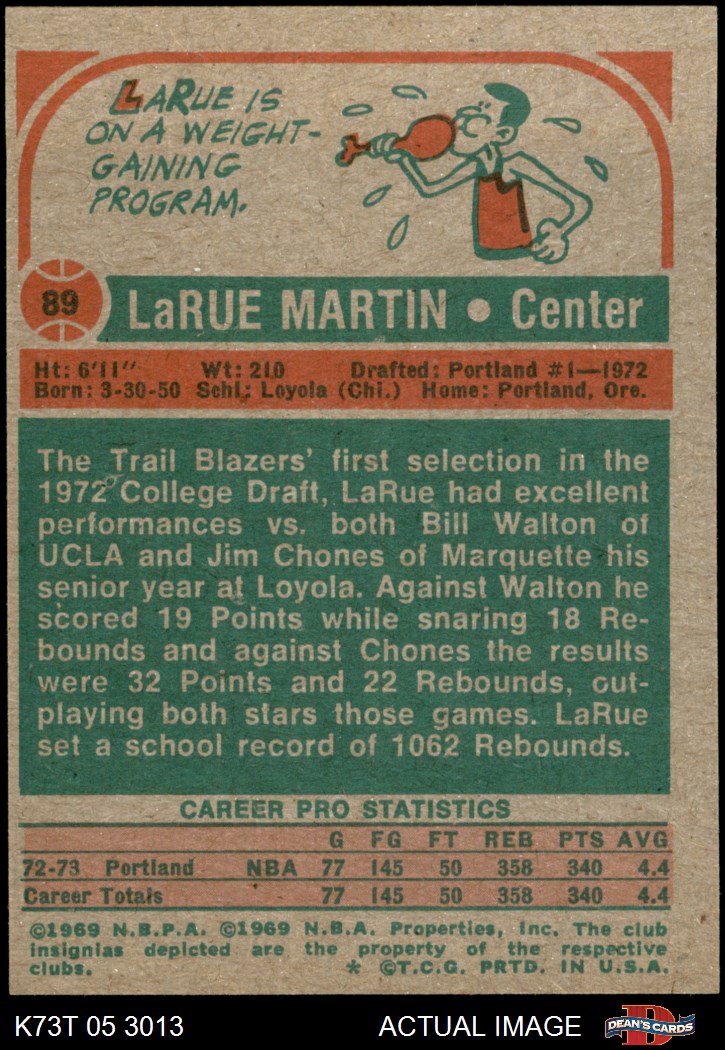 LARUE IS
ON A WEIGHT-
GAINING
PROGRAM.
89
LaRUE MARTIN • Center
Ht: 6'11" Wt: 210 Drafted: Portland #1—1972
Born: 3-30-50 Schl: Loyola (Chi.) Home: Portland, Ore.
The Trail Blazers' first selection in the
1972 College Draft, LaRue had excellent
performances vs. both Bill Walton of
UCLA and Jim Chones of Marquette his
senior year at Loyola. Against Walton he
scored 19 Points while snaring 18 Re-
bounds and against Chones the results
were 32 Points and 22 Rebounds, out-
playing both stars those games. LaRue
set a school record of 1062 Rebounds.
CAREER PRO STATISTICS
G FG FT REB PTS AVG
72-73 Portland NBA 77 145 50 358 340 4.4
Career Totals 77 145 50 358 340 4.4
©1969 N.B.P.A. ©1969 N.B.A. Properties, Inc. The club
insignias depicted are the property of the respective
clubs. * ©T.C.G. PRTD. IN U.S.A.
K73T 05 3013 ACTUAL IMAGE D DEAN'S CARDS